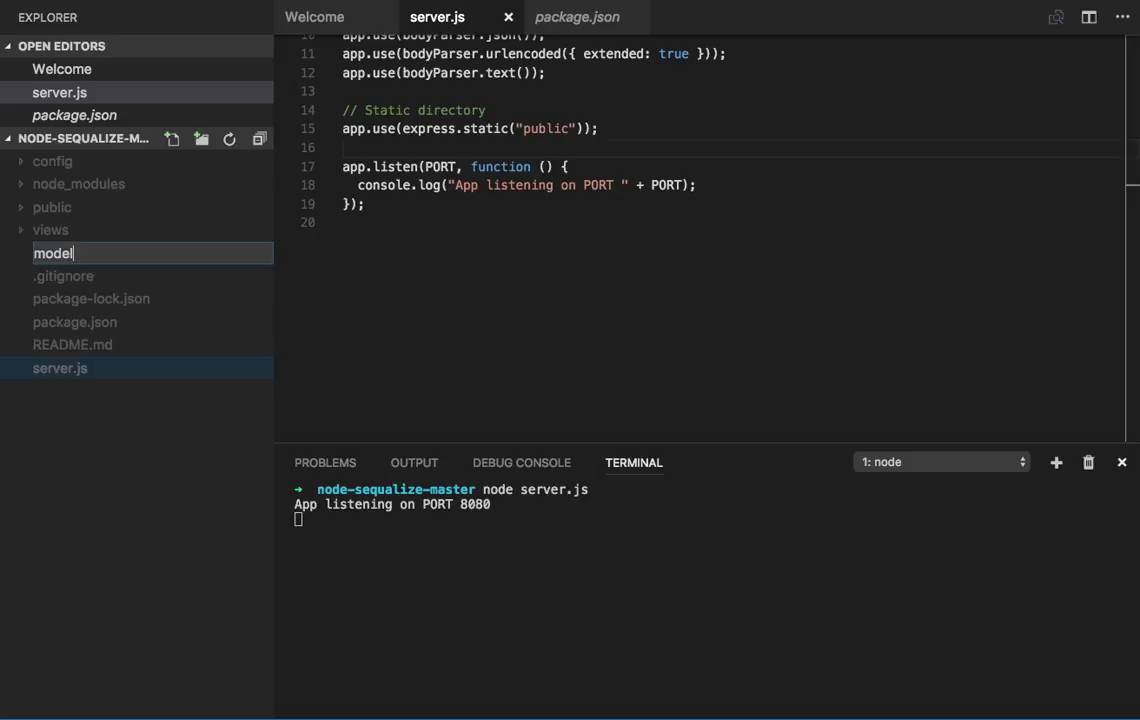 EXPLORER
Welcome server.js × package.json ...
OPEN EDITORS
Welcome
server.js
package.json
NODE-SEQUALIZE-M...
config
node_modules
public
views
model
.gitignore
package-lock.json
package.json
README.md
server.js
10 app.use(bodyParser.json());
11 app.use(bodyParser.urlencoded({ extended: true }));
12 app.use(bodyParser.text());
13
14 // Static directory
15 app.use(express.static("public"));
16
17 app.listen(PORT, function () {
18 console.log("App listening on PORT " + PORT);
19 });
20
PROBLEMS OUTPUT DEBUG CONSOLE TERMINAL 1: node
➜ node-sequalize-master node server.js
App listening on PORT 8080